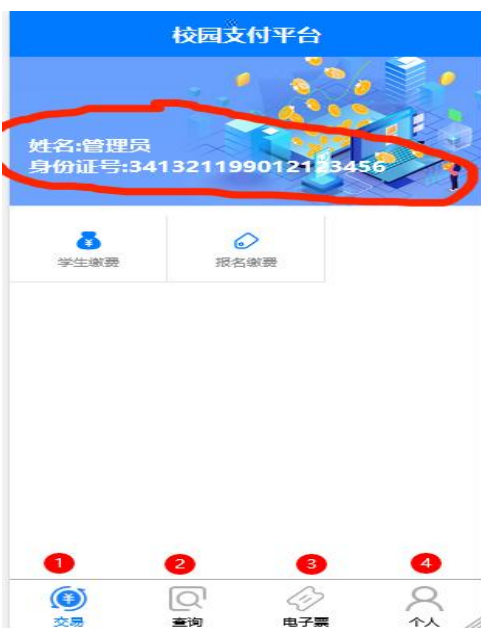 校园支付平台
姓名:管理员
身份证号:341321199012123456
学生缴费 报名缴费
1 2 3 4
交易 查询 电子票 个人